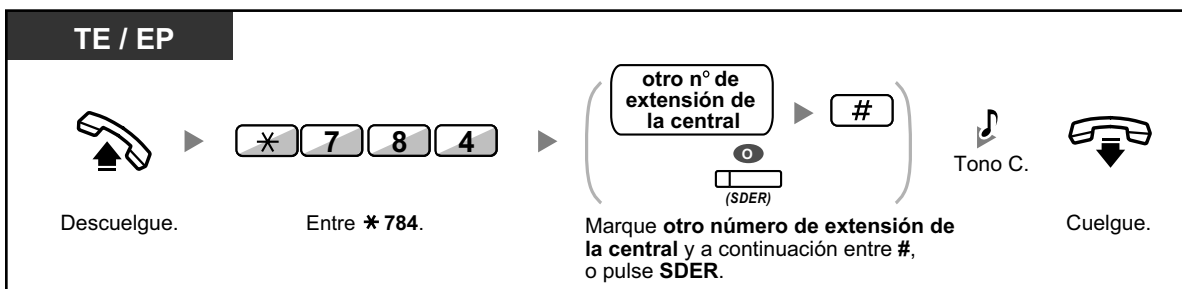 TE / EP
otro n° de
extensión de
la central
#
* 7 8 4
o
(SDER)
Tono C.
Descuelgue.
Entre * 784.
Marque otro número de extensión de
la central y a continuación entre #,
o pulse SDER.
Cuelgue.